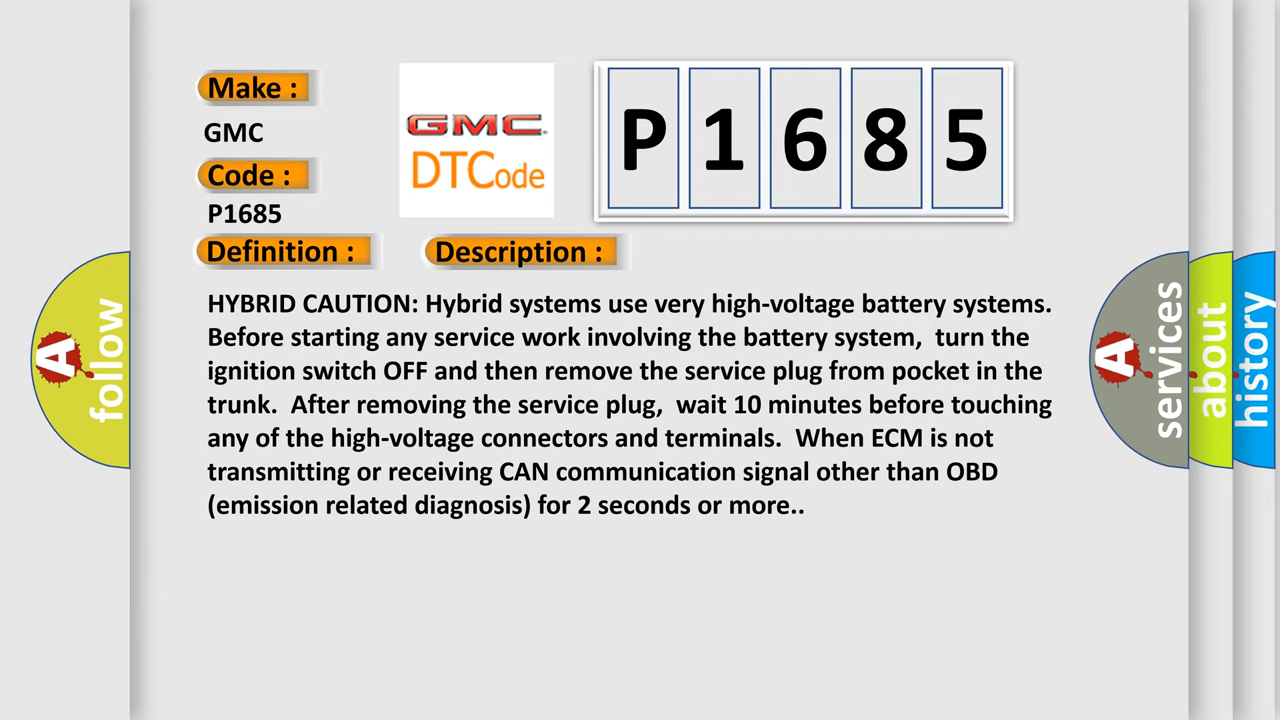 Make :
GMC
Code :
P1685
GMC
DTCode
P1685
Definition :
Description :
HYBRID CAUTION: Hybrid systems use very high-voltage battery systems.
Before starting any service work involving the battery system,  turn the
ignition switch OFF and then remove the service plug from pocket in the
trunk.  After removing the service plug,  wait 10 minutes before touching
any of the high-voltage connectors and terminals.  When ECM is not
transmitting or receiving CAN communication signal other than OBD
(emission related diagnosis) for 2 seconds or more..
A
follow
A
services
about
history